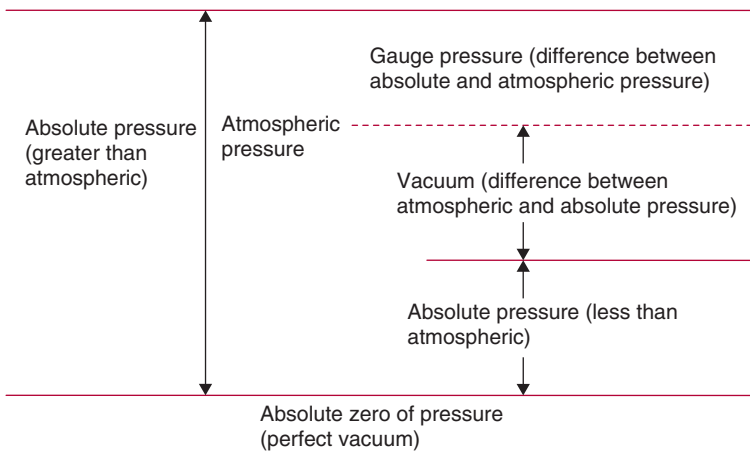 Gauge pressure (difference between
absolute and atmospheric pressure)
Absolute pressure
(greater than
atmospheric)
Atmospheric
pressure
Vacuum (difference between
atmospheric and absolute pressure)
Absolute pressure (less than
atmospheric)
Absolute zero of pressure
(perfect vacuum)